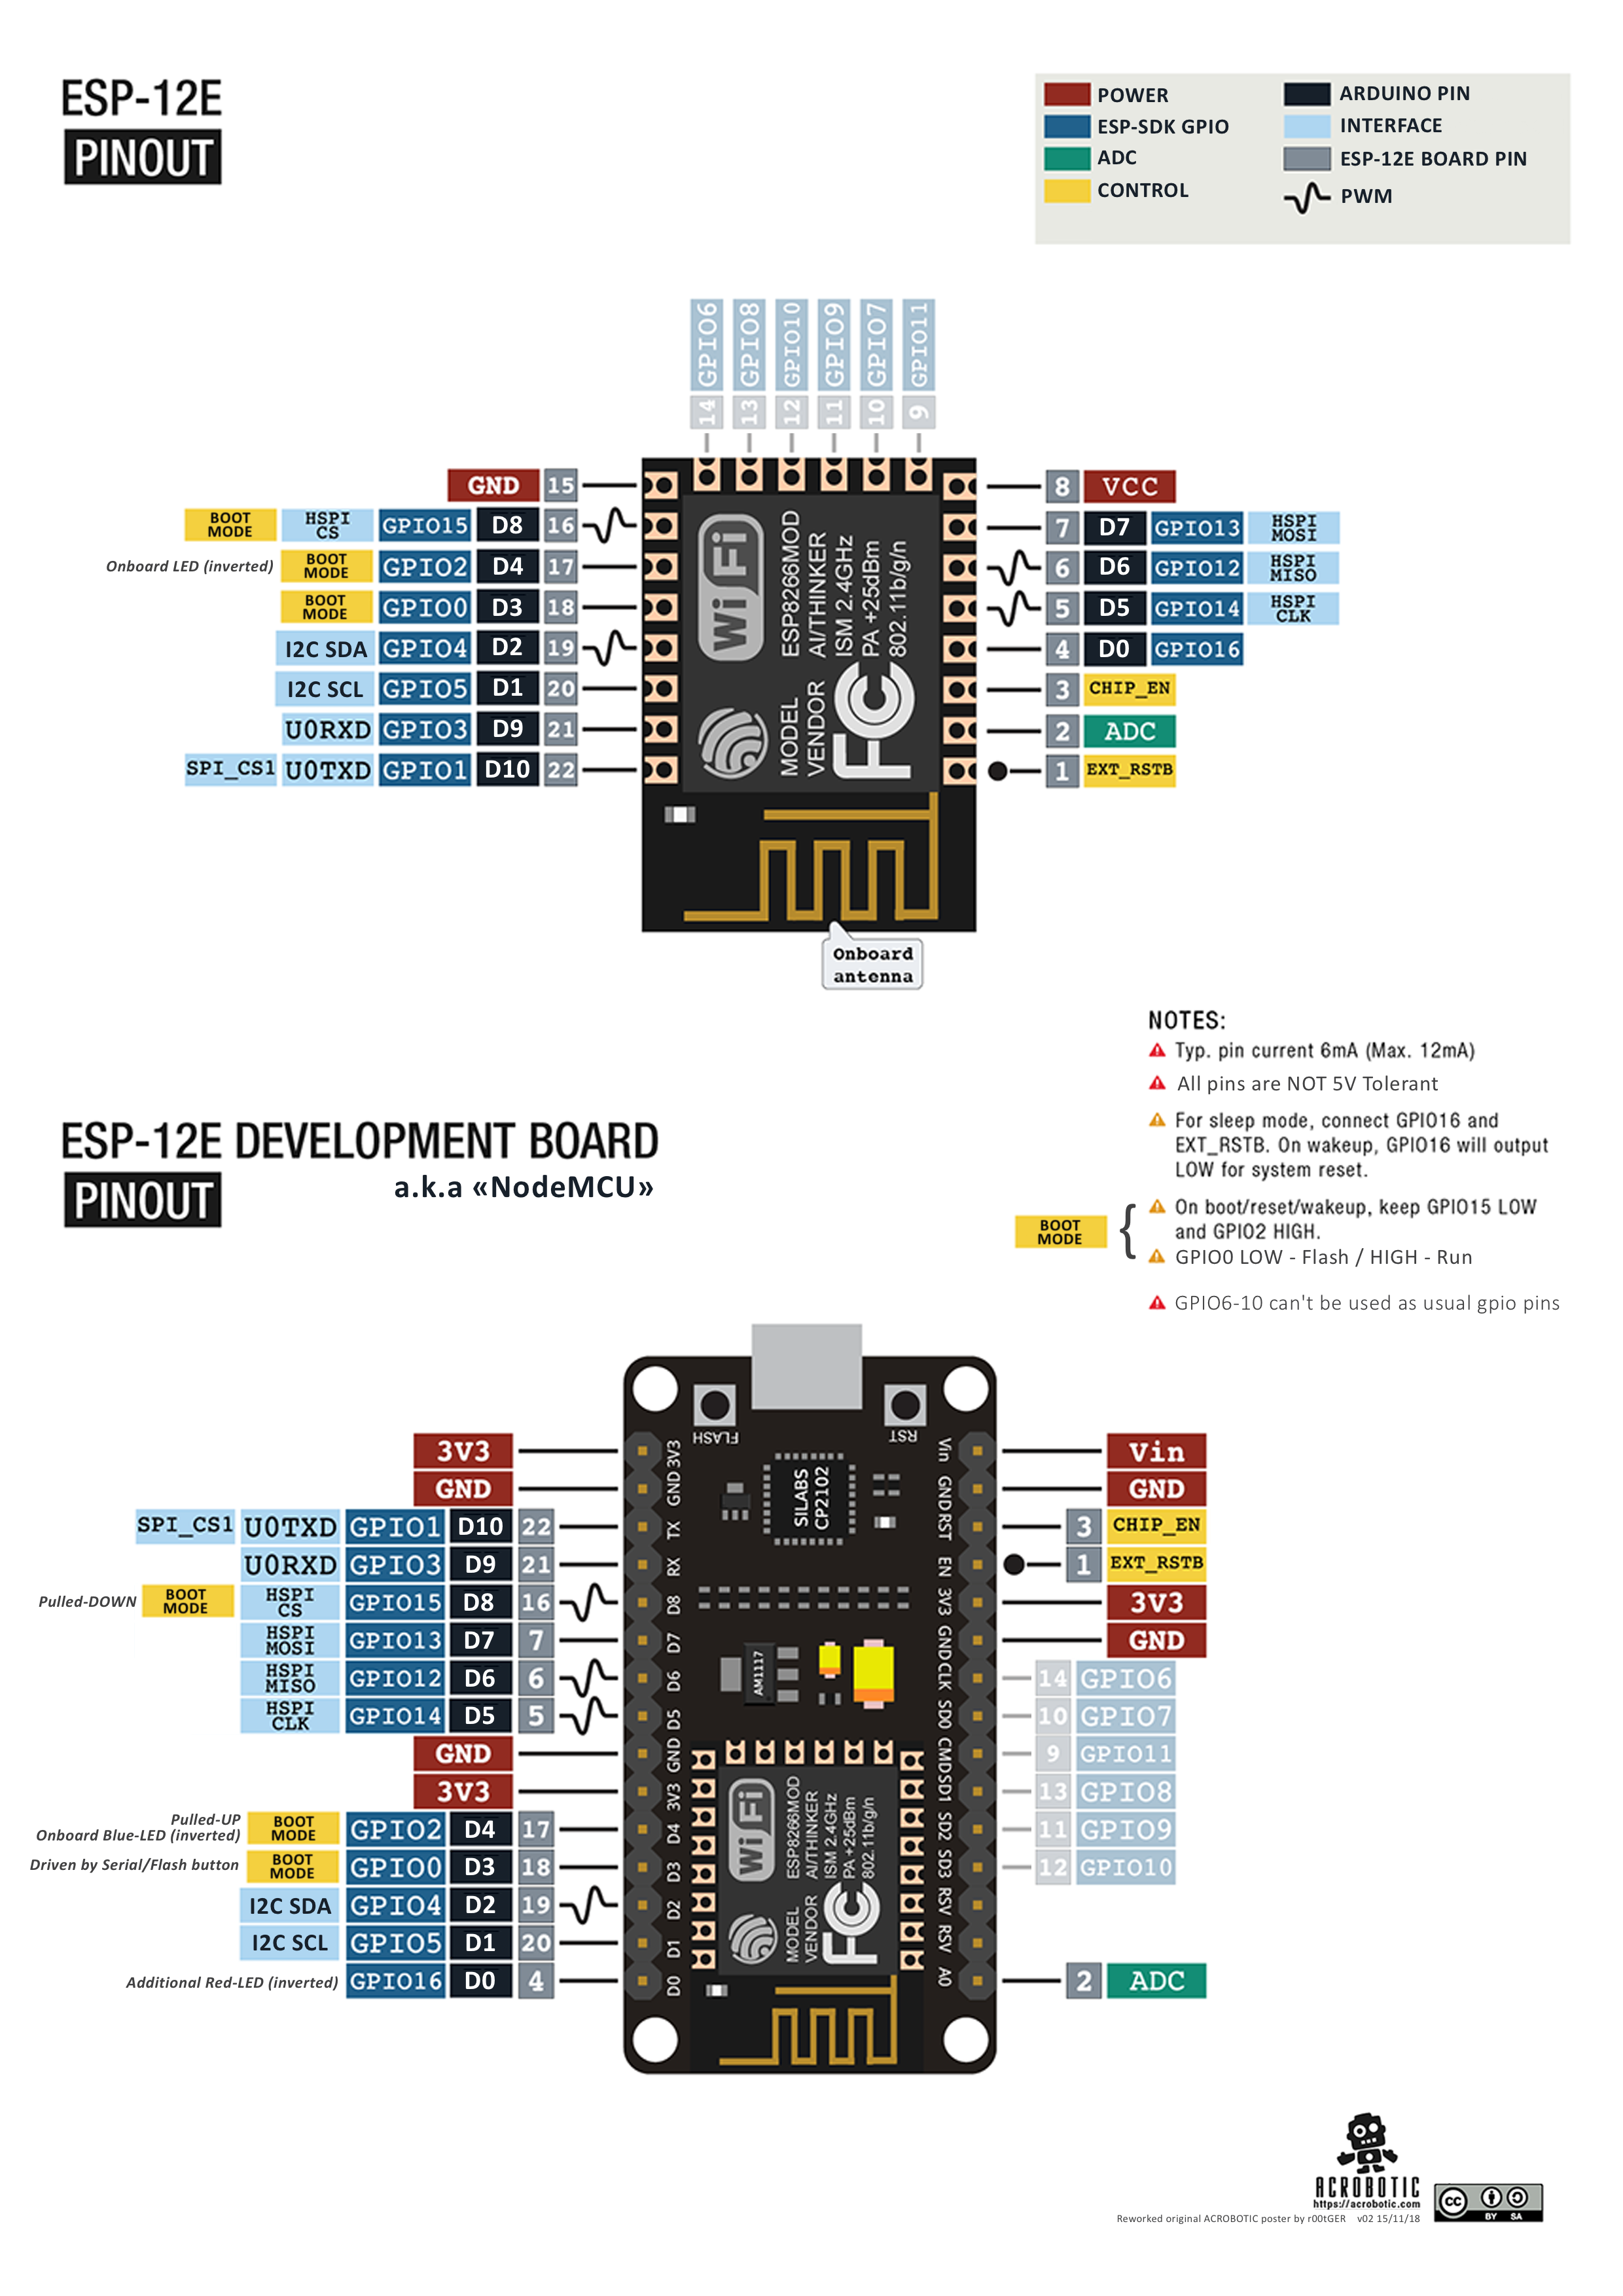 ESP-12E
PINOUT
POWER
ESP-SDK GPIO
ADC
CONTROL
ARDUINO PIN
INTERFACE
ESP-12E BOARD PIN
PWM
GPIO6 GPIO8 GPIO10 GPIO9 GPIO7 GPIO11
14 13 12 11 10 9
GND 15
BOOT MODE HSPI CS GPIO15 D8 16
Onboard LED (inverted) BOOT MODE GPIO2 D4 17
BOOT MODE GPIO0 D3 18
I2C SDA GPIO4 D2 19
I2C SCL GPIO5 D1 20
U0RXD GPIO3 D9 21
SPI_CS1 U0TXD GPIO1 D10 22
WiFi
MODEL ESP8266MOD
VENDOR AI/THINKER
ISM 2.4GHz
PA +25dBm
802.11b/g/n
FC
8 VCC
7 D7 GPIO13 HSPI MOSI
6 D6 GPIO12 HSPI MISO
5 D5 GPIO14 HSPI CLK
4 D0 GPIO16
3 CHIP_EN
2 ADC
1 EXT_RSTB
Onboard
antenna
NOTES:
Typ. pin current 6mA (Max. 12mA)
All pins are NOT 5V Tolerant
For sleep mode, connect GPIO16 and
EXT_RSTB. On wakeup, GPIO16 will output
LOW for system reset.
BOOT
MODE
On boot/reset/wakeup, keep GPIO15 LOW
and GPIO2 HIGH.
GPIO0 LOW - Flash / HIGH - Run
GPIO6-10 can't be used as usual gpio pins
ESP-12E DEVELOPMENT BOARD
PINOUT
a.k.a «NodeMCU»
3V3
GND
SPI_CS1 U0TXD GPIO1 D10 22
U0RXD GPIO3 D9 21
Pulled-DOWN BOOT MODE HSPI CS GPIO15 D8 16
HSPI MOSI GPIO13 D7 7
HSPI MISO GPIO12 D6 6
HSPI CLK GPIO14 D5 5
GND
3V3
Pulled-UP
Onboard Blue-LED (inverted) BOOT MODE GPIO2 D4 17
Driven by Serial/Flash button BOOT MODE GPIO0 D3 18
I2C SDA GPIO4 D2 19
I2C SCL GPIO5 D1 20
Additional Red-LED (inverted) GPIO16 D0 4
FLASH
RST
3V3 GND TX RX D8 D7 D6 D5 GND 3V3 D4 D3 D2 D1 D0
SILABS
CP2102
AM1117
WiFi
MODEL ESP8266MOD
VENDOR AI/THINKER
ISM 2.4GHz
PA +25dBm
802.11b/g/n
FC
Vin GND RST EN 3V3 GND CLK SD0 CMD SD1 SD2 SD3 RSV RSV A0
Vin
GND
3 CHIP_EN
1 EXT_RSTB
3V3
GND
14 GPIO6
10 GPIO7
9 GPIO11
13 GPIO8
11 GPIO9
12 GPIO10
2 ADC
ACROBOTIC
https://acrobotic.com
Reworked original ACROBOTIC poster by r00tGER v02 15/11/18
cc BY SA